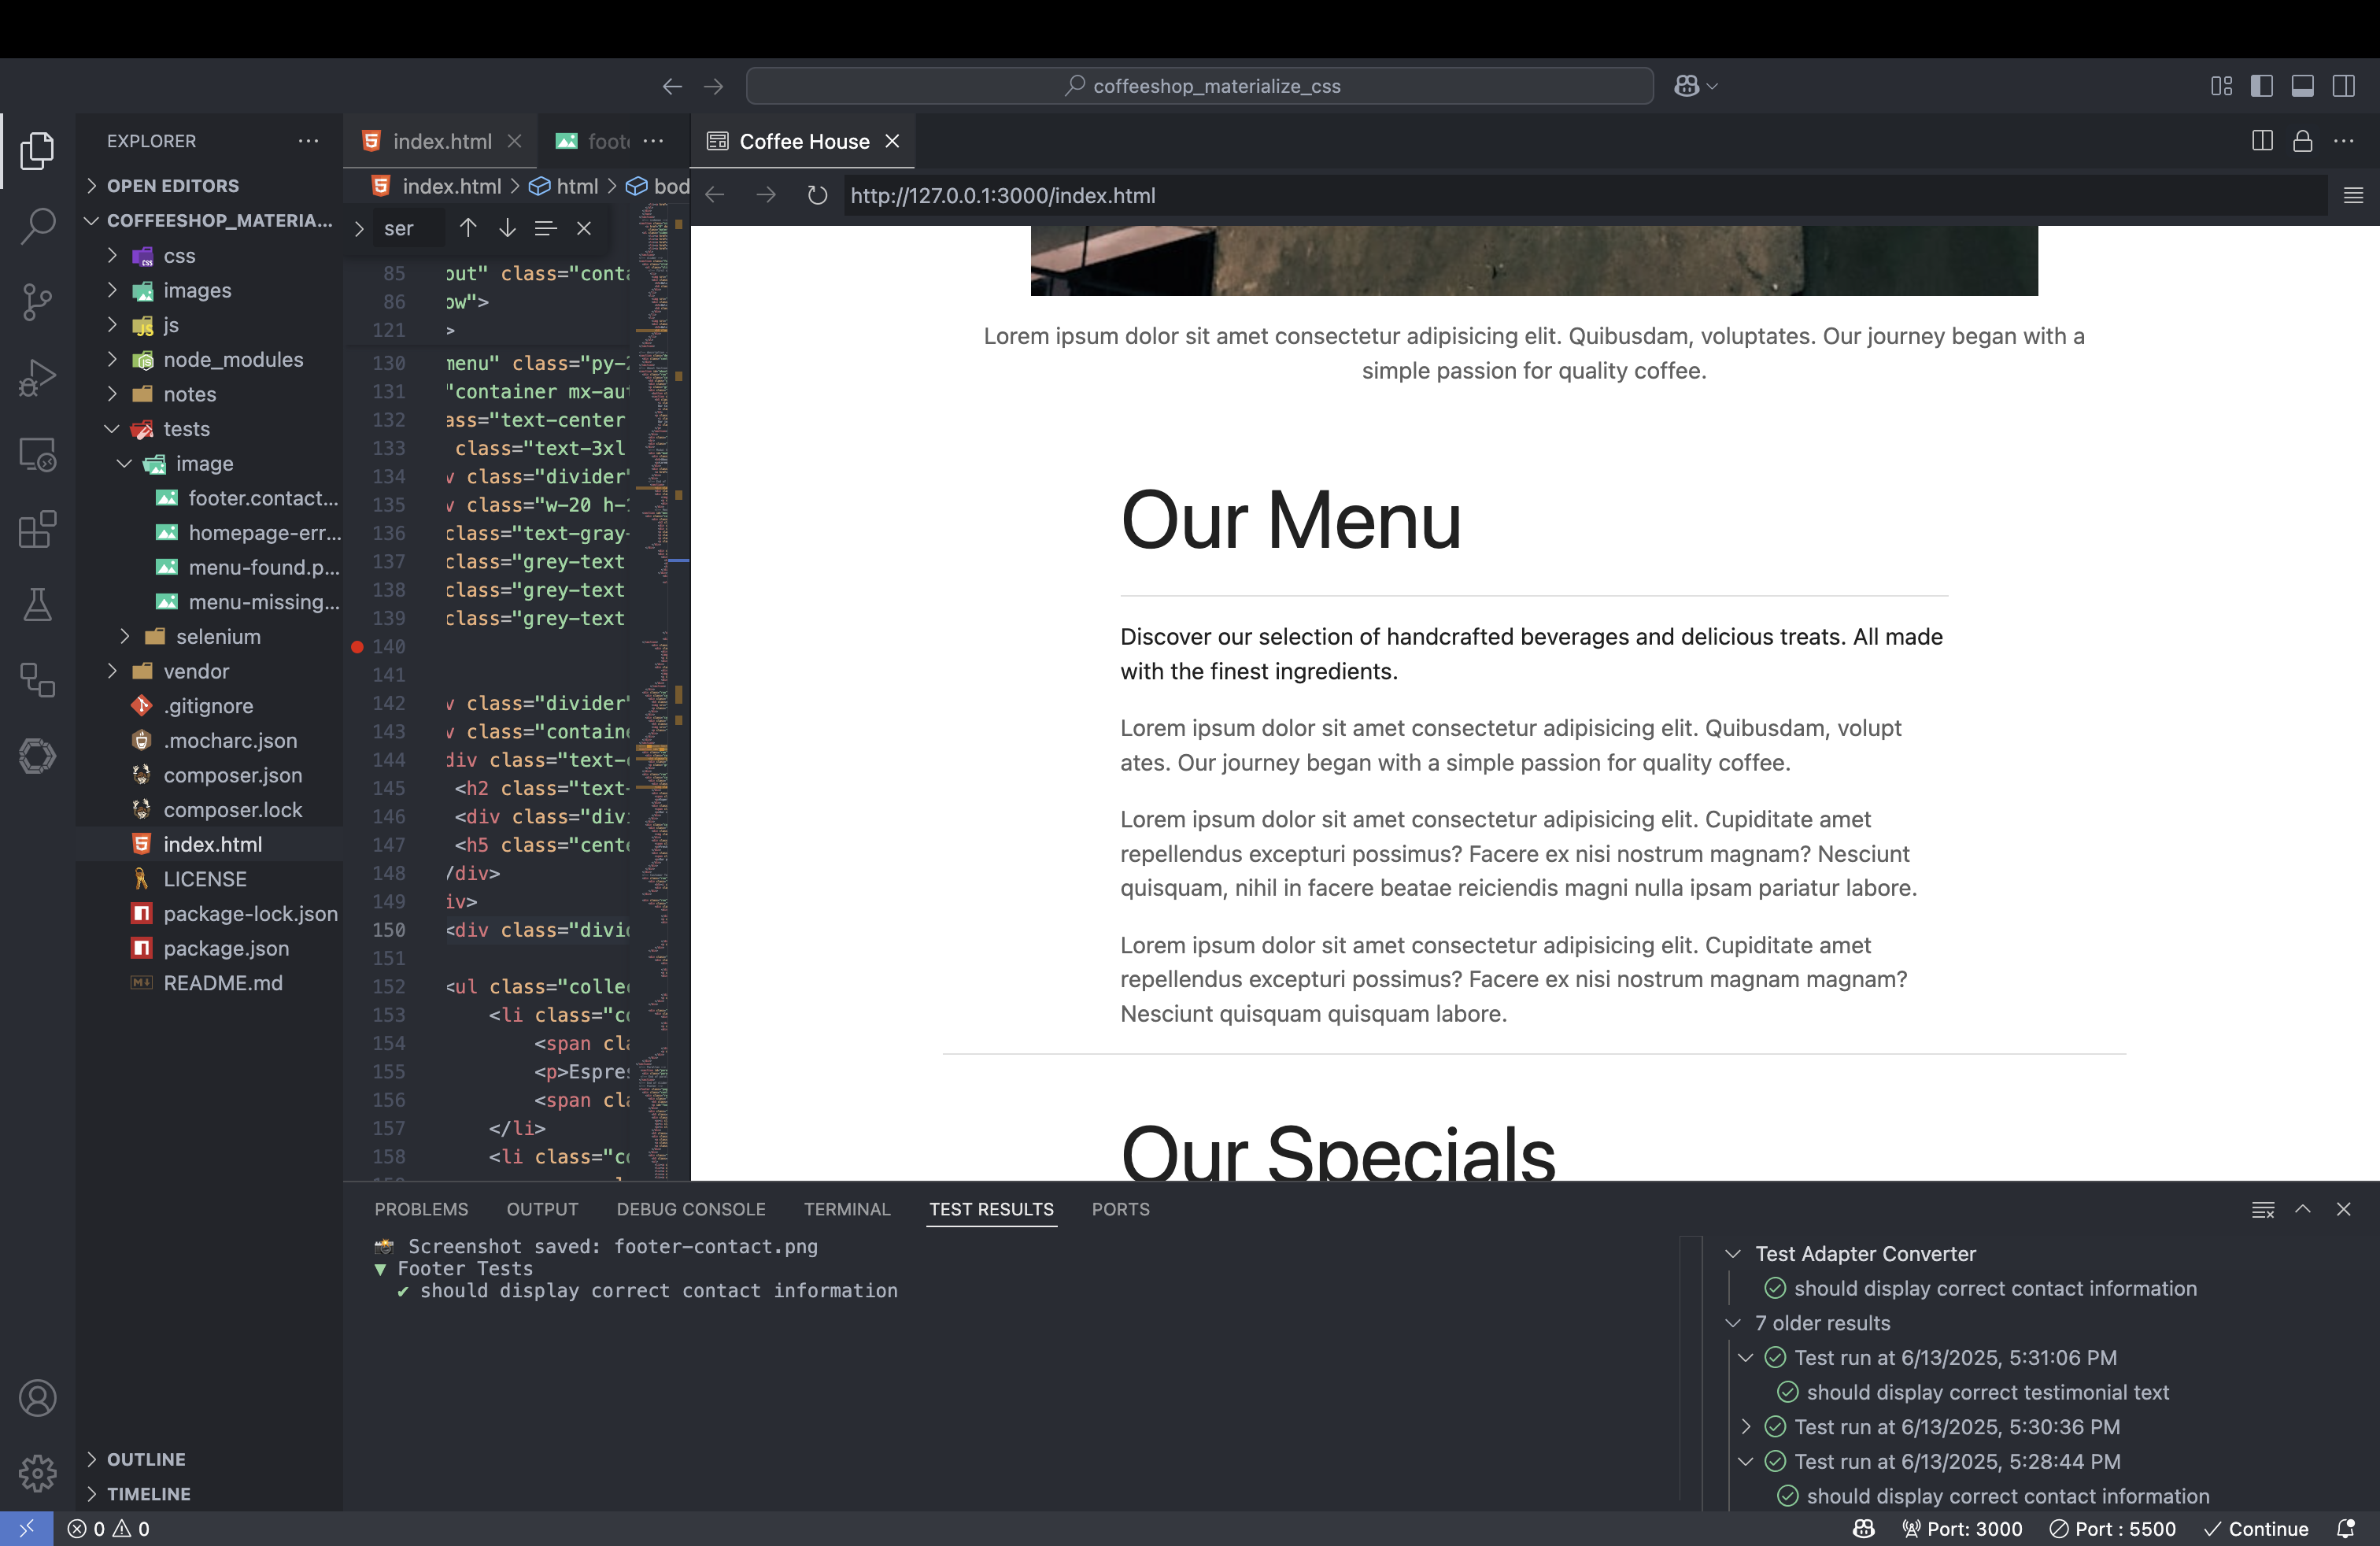 coffeeshop_materialize_css
EXPLORER
OPEN EDITORS
COFFEESHOP_MATERIA...
css
images
js
node_modules
notes
tests
image
footer.contact...
homepage-err...
menu-found.p...
menu-missing...
selenium
vendor
.gitignore
.mocharc.json
composer.json
composer.lock
index.html
LICENSE
package-lock.json
package.json
README.md
OUTLINE
TIMELINE
index.html
foot
index.html > html > bod
ser
85 out" class="conta
86 ow">
121 >
130 menu" class="py-2
131 "container mx-aut
132 ass="text-center
133 class="text-3xl
134 v class="divider"
135 v class="w-20 h-1
136 class="text-gray-
137 class="grey-text
138 class="grey-text
139 class="grey-text
140
141
142 v class="divider"
143 v class="containe
144 div class="text-c
145 <h2 class="text-
146 <div class="divi
147 <h5 class="cente
148 /div>
149 iv>
150 <div class="divid
151
152 <ul class="collec
153 <li class="co
154 <span cla
155 <p>Espres
156 <span cla
157 </li>
158 <li class="co
Coffee House
http://127.0.0.1:3000/index.html
Lorem ipsum dolor sit amet consectetur adipisicing elit. Quibusdam, voluptates. Our journey began with a
simple passion for quality coffee.
Our Menu
Discover our selection of handcrafted beverages and delicious treats. All made
with the finest ingredients.
Lorem ipsum dolor sit amet consectetur adipisicing elit. Quibusdam, volupt
ates. Our journey began with a simple passion for quality coffee.
Lorem ipsum dolor sit amet consectetur adipisicing elit. Cupiditate amet
repellendus excepturi possimus? Facere ex nisi nostrum magnam? Nesciunt
quisquam, nihil in facere beatae reiciendis magni nulla ipsam pariatur labore.
Lorem ipsum dolor sit amet consectetur adipisicing elit. Cupiditate amet
repellendus excepturi possimus? Facere ex nisi nostrum magnam magnam?
Nesciunt quisquam quisquam labore.
Our Specials
PROBLEMS OUTPUT DEBUG CONSOLE TERMINAL TEST RESULTS PORTS
Screenshot saved: footer-contact.png
▼ Footer Tests
✔ should display correct contact information
Test Adapter Converter
should display correct contact information
7 older results
Test run at 6/13/2025, 5:31:06 PM
should display correct testimonial text
Test run at 6/13/2025, 5:30:36 PM
Test run at 6/13/2025, 5:28:44 PM
should display correct contact information
0 0
Port: 3000 Port : 5500 Continue